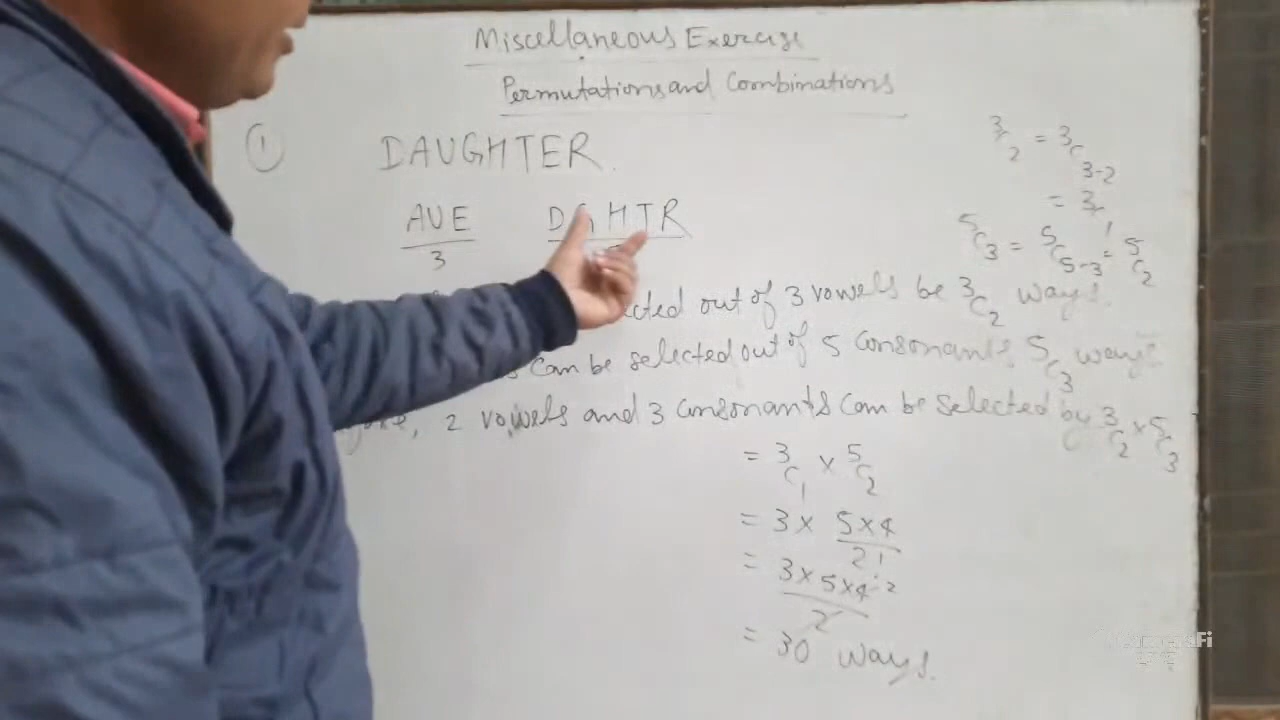 Miscellaneous Exercise
Permutations and Combinations
① DAUGHTER.
AUE DGHTR
3
out of 3 vowels be 3C2 ways.
can be selected out of 5 consonants 5C3 ways
2 vowels and 3 consonants can be selected by 3C2 × 5C3
= 3C1 × 5C2
= 3 × 5×4/2!
= 3×5×4/2 2
= 30 ways.
3C2 = 3C3-2
= 3C1
5C3 = 5C5-3 = 5C2